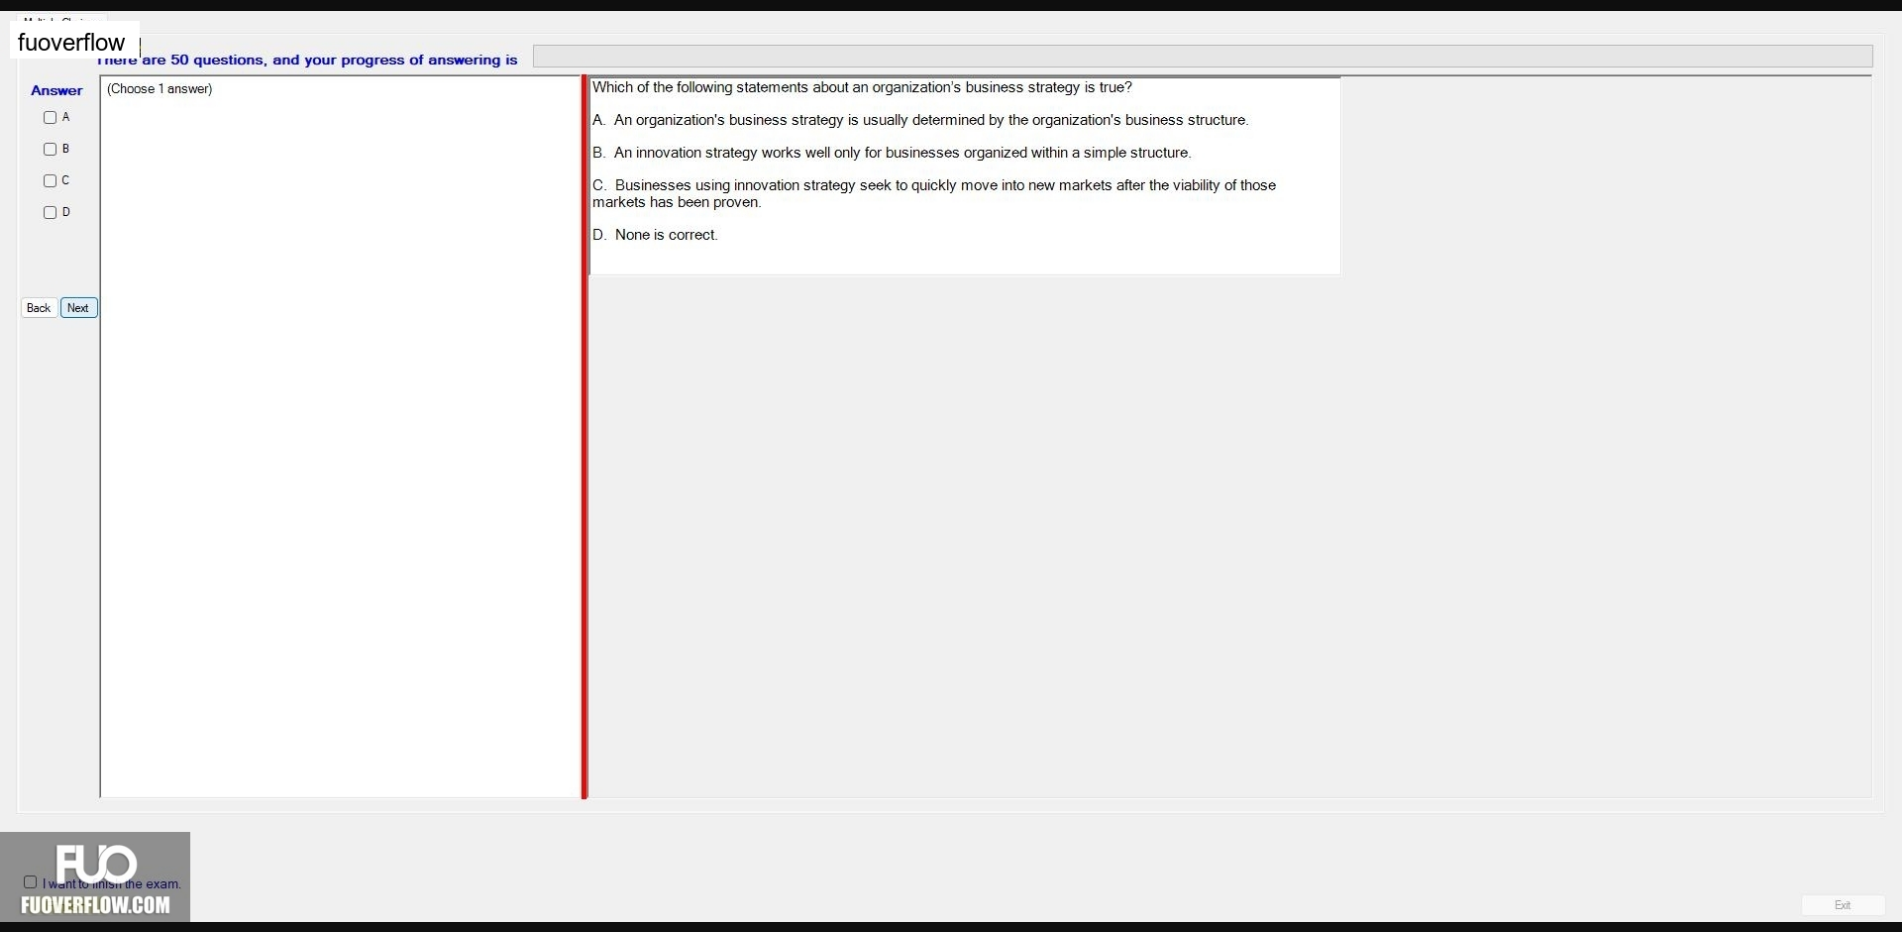 fuoverflow
There are 50 questions, and your progress of answering is
Answer
A
B
C
D
Back Next
(Choose 1 answer)
Which of the following statements about an organization's business strategy is true?
A. An organization's business strategy is usually determined by the organization's business structure.
B. An innovation strategy works well only for businesses organized within a simple structure.
C. Businesses using innovation strategy seek to quickly move into new markets after the viability of those
markets has been proven.
D. None is correct.
FUO
I want to finish the exam.
FUOVERFLOW.COM
Exit